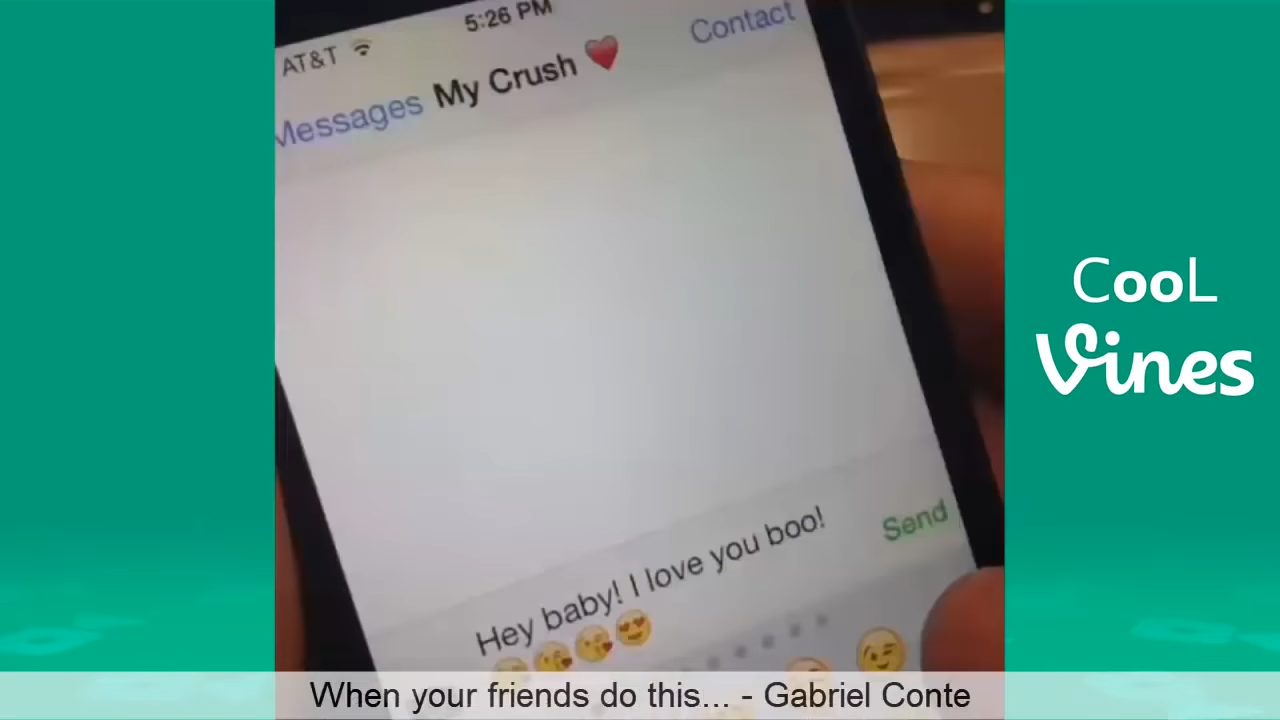 5:26 PM
AT&T
Contact
Messages My Crush ❤️
Hey baby! I love you boo!
😘😘😘😍
Send
CooL
Vines
When your friends do this... - Gabriel Conte